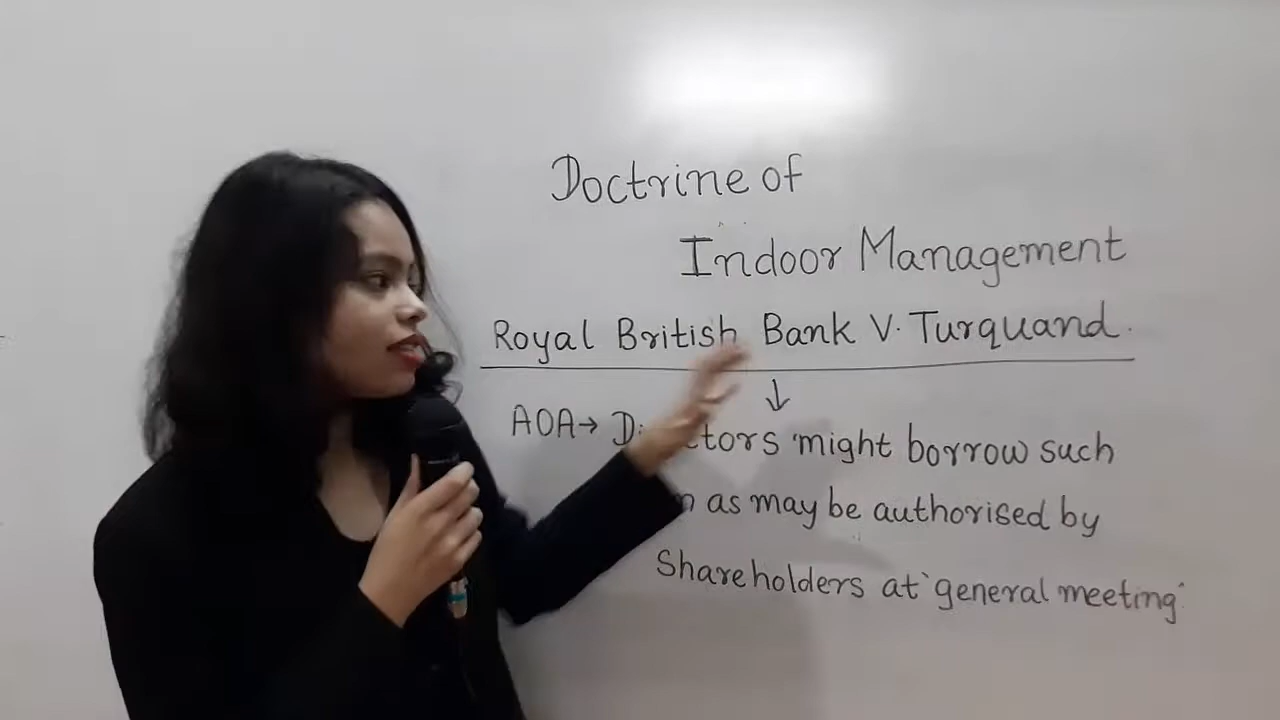 Doctrine of
Indoor Management
Royal British Bank V. Turquand.
AOA→ might borrow such
as may be authorised by
Shareholders at 'general meeting'